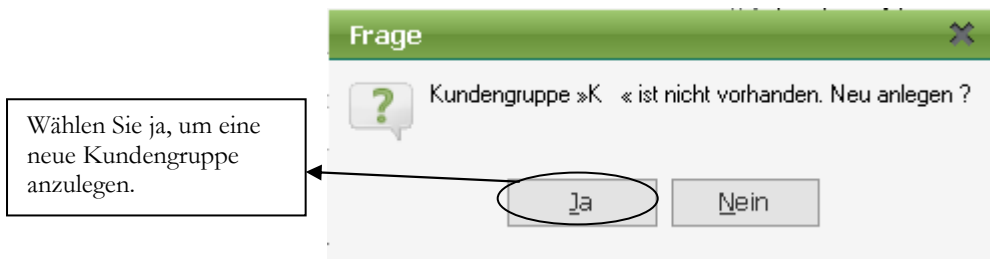 Frage
Kundengruppe »K   « ist nicht vorhanden. Neu anlegen ?
Wählen Sie ja, um eine
neue Kundengruppe
anzulegen.
Ja
Nein